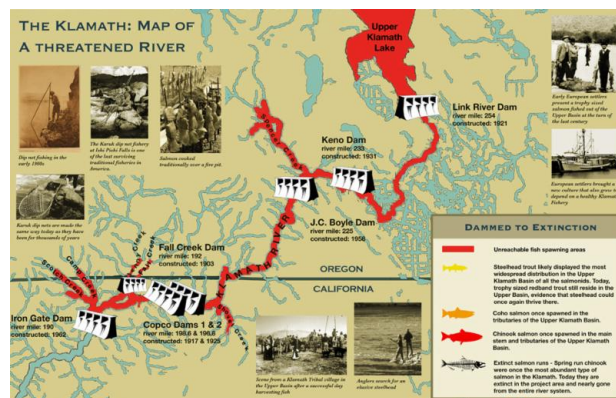 THE KLAMATH: MAP OF
A THREATENED RIVER
Upper
Klamath
Lake
Link River Dam
river mile: 254
constructed: 1921
Keno Dam
river mile: 233
constructed: 1931
J.C. Boyle Dam
river mile: 225
constructed: 1958
Fall Creek Dam
river mile: 192
constructed: 1903
Iron Gate Dam
river mile: 190
constructed: 1962
Copco Dams 1 & 2
river mile: 198.6 & 196.8
constructed: 1917 & 1925
KLAMATH RIVER
Spencer Creek
Scotch Creek
Camp Creek
Fall Creek
OREGON
CALIFORNIA
Dip net fishing in the
early 1900s.
The Karuk dip net fishery
at Ishi Pishi Falls is one
of the last surviving
traditional fisheries in
America.
Salmon cooked
traditionally over a fire pit.
Karuk dip nets are made the
same way today as they have
been for thousands of years
Early European settlers
present a trophy sized
salmon fished out of the
Upper Basin at the turn of
the last century
European settlers brought a
new culture that also grew to
depend on a healthy Klamath
Fishery.
Scene from a Klamath Tribal village in
the Upper Basin after a successful day
harvesting fish
Anglers search for an
elusive steelhead
DAMMED TO EXTINCTION
Unreachable fish spawning areas
Steelhead trout likely displayed the most
widespread distribution in the Upper
Klamath Basin of all the salmonids. Today,
trophy sized redband trout still reside in the
Upper Basin, evidence that steelhead could
once again thrive there.
Coho salmon once spawned in the
tributaries of the Upper Klamath Basin.
Chinook salmon once spawned in the main
stem and tributaries of the Upper Klamath
Basin.
Extinct salmon runs - Spring run chinook
were once the most abundant type of
salmon in the Klamath. Today they are
extinct in the project area and nearly gone
from the entire river system.